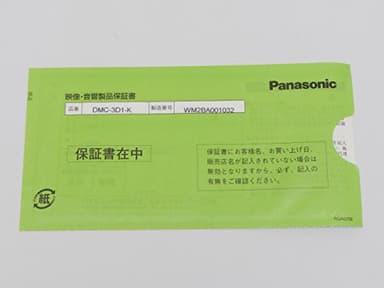 Panasonic
映像・音響製品保証書
品番 DMC-3D1-K 製造番号 WM2BA001032
保証書在中
保証書にお客様名、お買い上げ日、
販売店名が記入されていない場合は
無効となりますから、必ず、記入の
有無をご確認ください。
紙